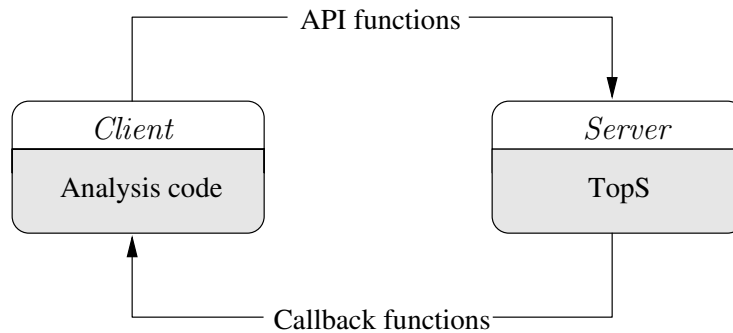 API functions
Client
Server
Analysis code
TopS
Callback functions